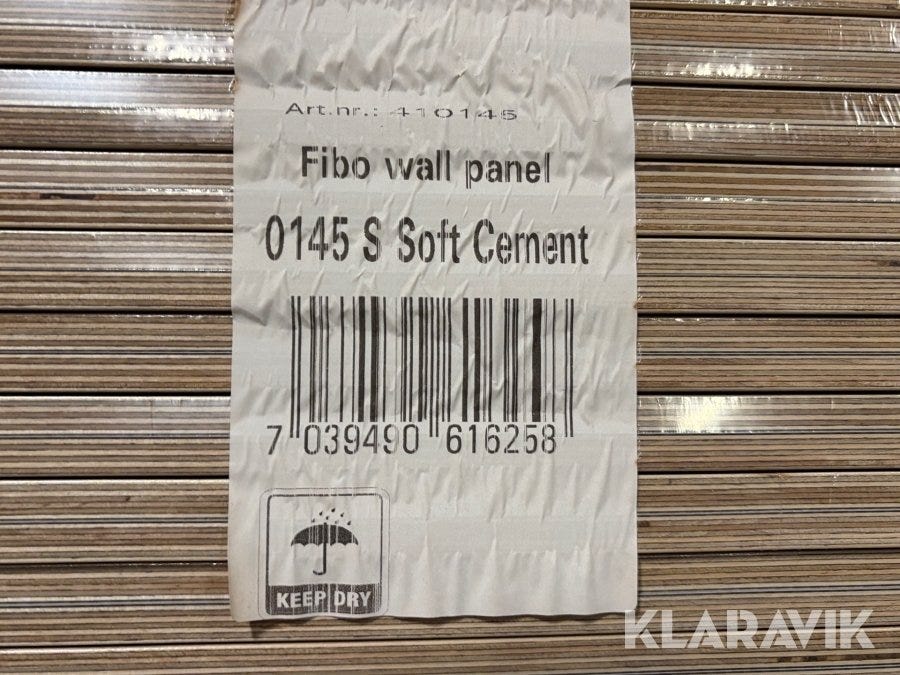 Art.nr.: 410145
Fibo wall panel
0145 S Soft Cement
7 039490 616258
KEEP DRY
KLARAVIK